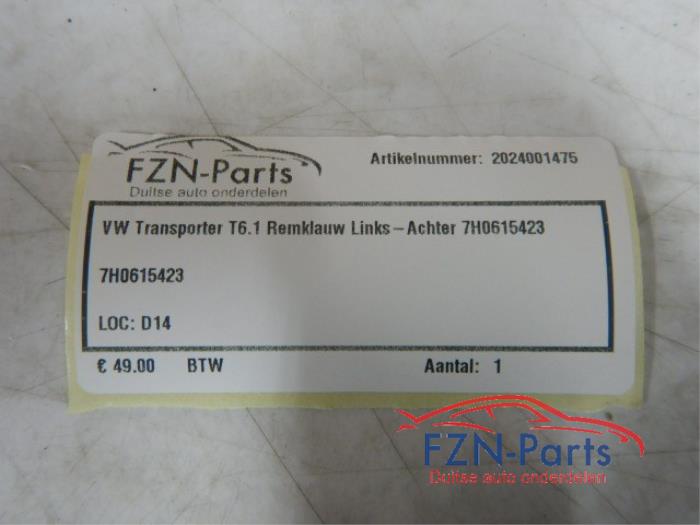 FZN-Parts
Duitse auto onderdelen
Artikelnummer: 2024001475
VW Transporter T6.1 Remklauw Links-Achter 7H0615423
7H0615423
LOC: D14
€ 49.00 BTW Aantal: 1
FZN-Parts
Duitse auto onderdelen